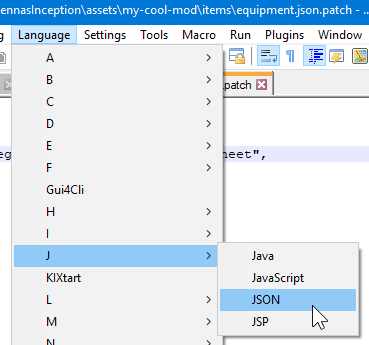 ennasInception\assets\my-cool-mod\items\equipment.json.patch - ...
g Language Settings Tools Macro Run Plugins Window
A
B
.patch
C
D
E
eg
heet",
F
Gui4Cli
H
I
J
Java
KIXtart
JavaScript
L
JSON
M
JSP
N